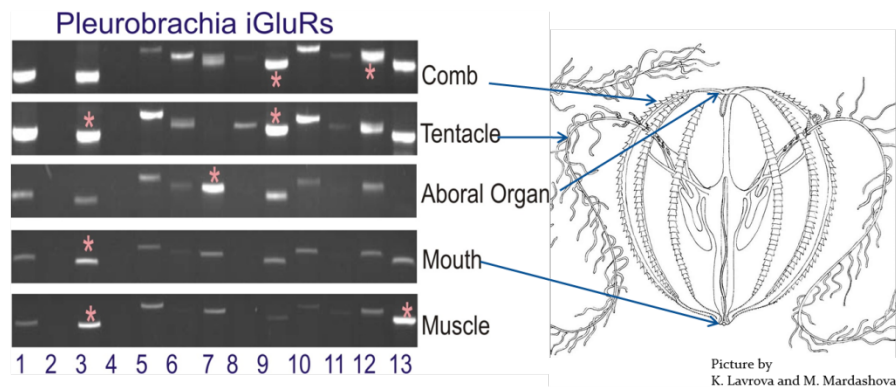 Pleurobrachia iGluRs
*
*
Comb
*
*
Tentacle
*
Aboral Organ
*
Mouth
*
*
Muscle
1 2 3 4 5 6 7 8 9 10 11 12 13
Picture by
K. Lavrova and M. Mardashova